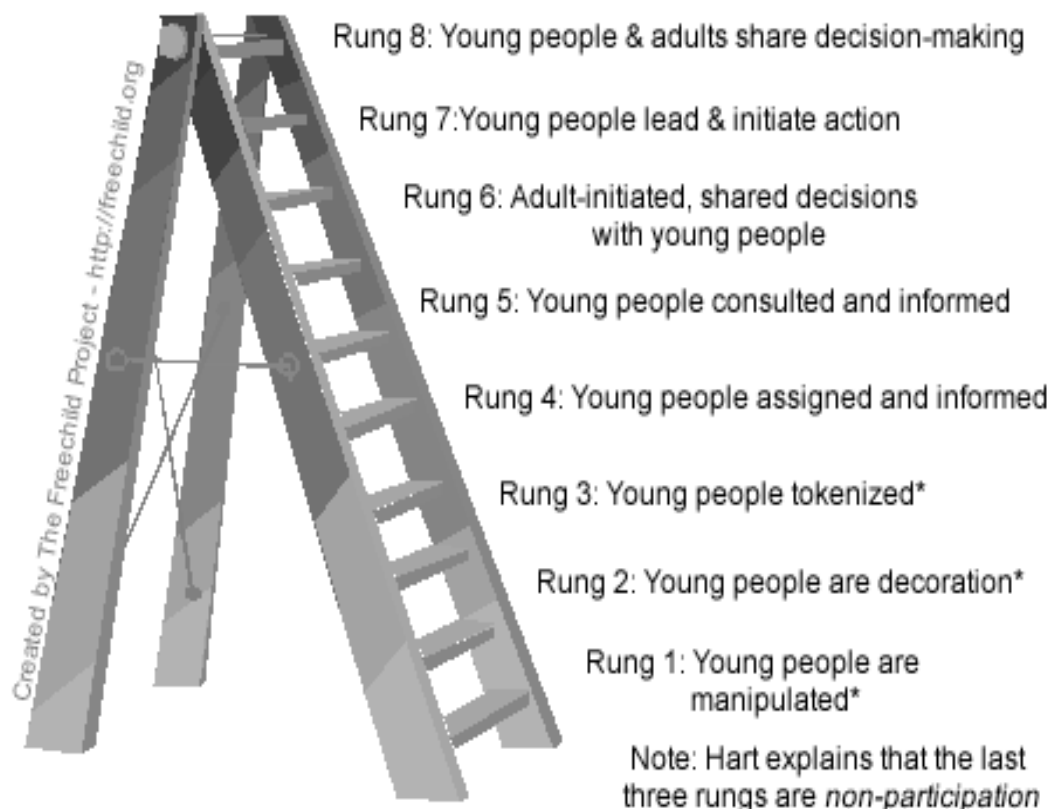 Rung 8: Young people & adults share decision-making
Rung 7:Young people lead & initiate action
Rung 6: Adult-initiated, shared decisions
with young people
Rung 5: Young people consulted and informed
Rung 4: Young people assigned and informed
Rung 3: Young people tokenized*
Rung 2: Young people are decoration*
Rung 1: Young people are
manipulated*
Note: Hart explains that the last
three rungs are non-participation
Created by The Freechild Project - http://freechild.org